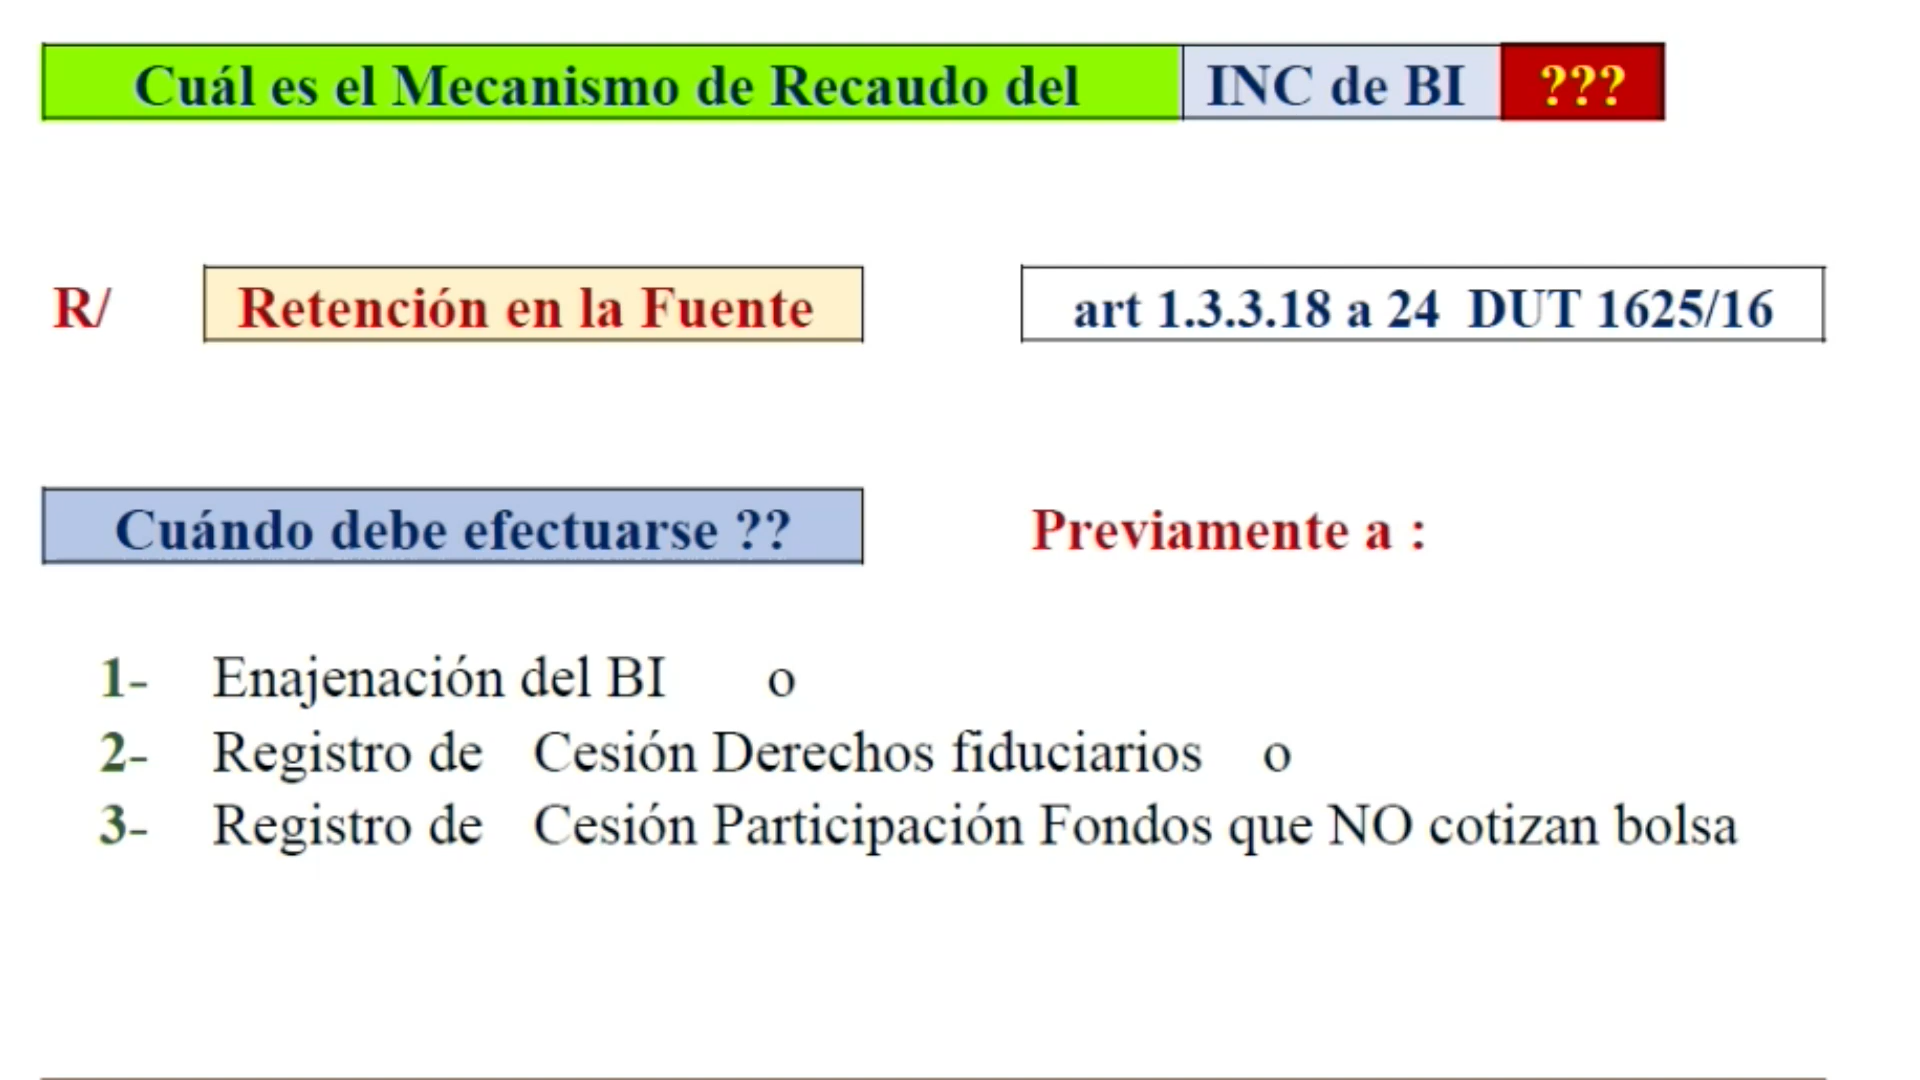 Cuál es el Mecanismo de Recaudo del INC de BI ???
R/ Retención en la Fuente art 1.3.3.18 a 24 DUT 1625/16
Cuándo debe efectuarse ?? Previamente a :
1- Enajenación del BI o
2- Registro de Cesión Derechos fiduciarios o
3- Registro de Cesión Participación Fondos que NO cotizan bolsa